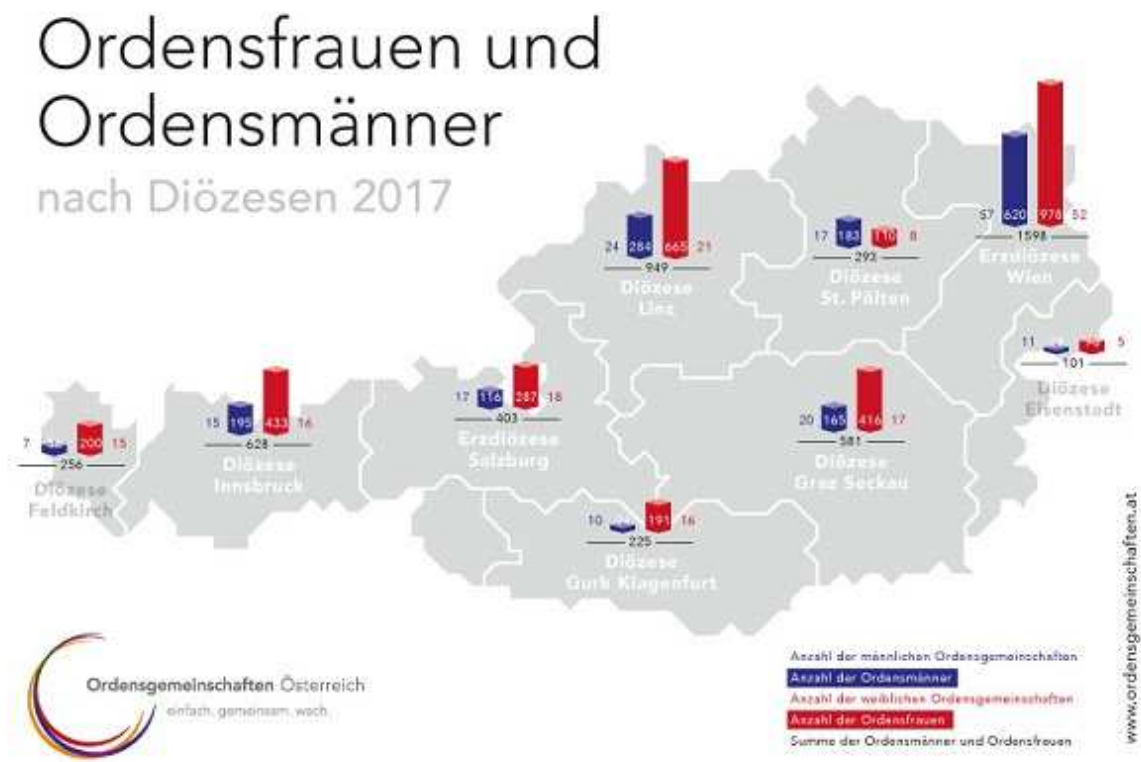 Ordensfrauen und
Ordensmänner
nach Diözesen 2017
57 620 978 52
1598
Erzdiözese
Wien
24 284 665 21
949
Diözese
Linz
17 183 110 8
293
Diözese
St. Pölten
11 5
101
Diözese
Eisenstadt
17 116 287 18
403
Erzdiözese
Salzburg
15 195 433 16
628
Diözese
Innsbruck
20 165 416 17
581
Diözese
Graz Seckau
7 200 15
256
Diözese
Feldkirch
10 191 16
225
Diözese
Gurk Klagenfurt
Ordensgemeinschaften Österreich
einfach. gemeinsam. wach.
Anzahl der männlichen Ordensgemeinschaften
Anzahl der Ordensmänner
Anzahl der weiblichen Ordensgemeinschaften
Anzahl der Ordensfrauen
Summe der Ordensmänner und Ordensfrauen
www.ordensgemeinschaften.at